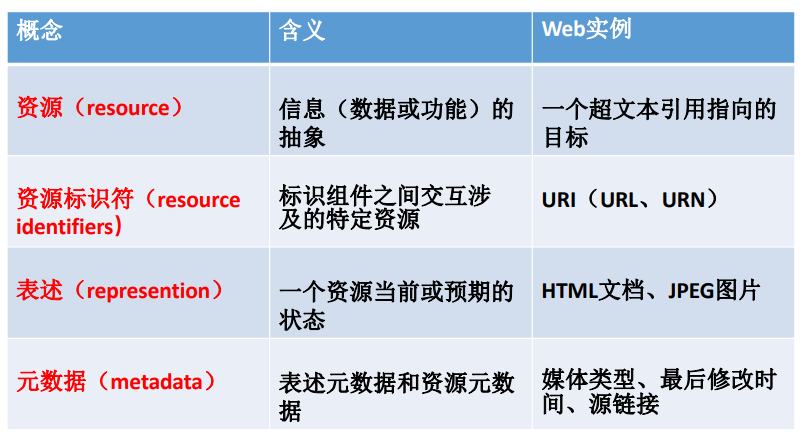 概念
含义
Web实例
资源（resource）
信息（数据或功能）的
抽象
一个超文本引用指向的
目标
资源标识符（resource
identifiers）
标识组件之间交互涉
及的特定资源
URI（URL、URN）
表述（represention）
一个资源当前或预期的
状态
HTML文档、JPEG图片
元数据（metadata）
表述元数据和资源元数
据
媒体类型、最后修改时
间、源链接